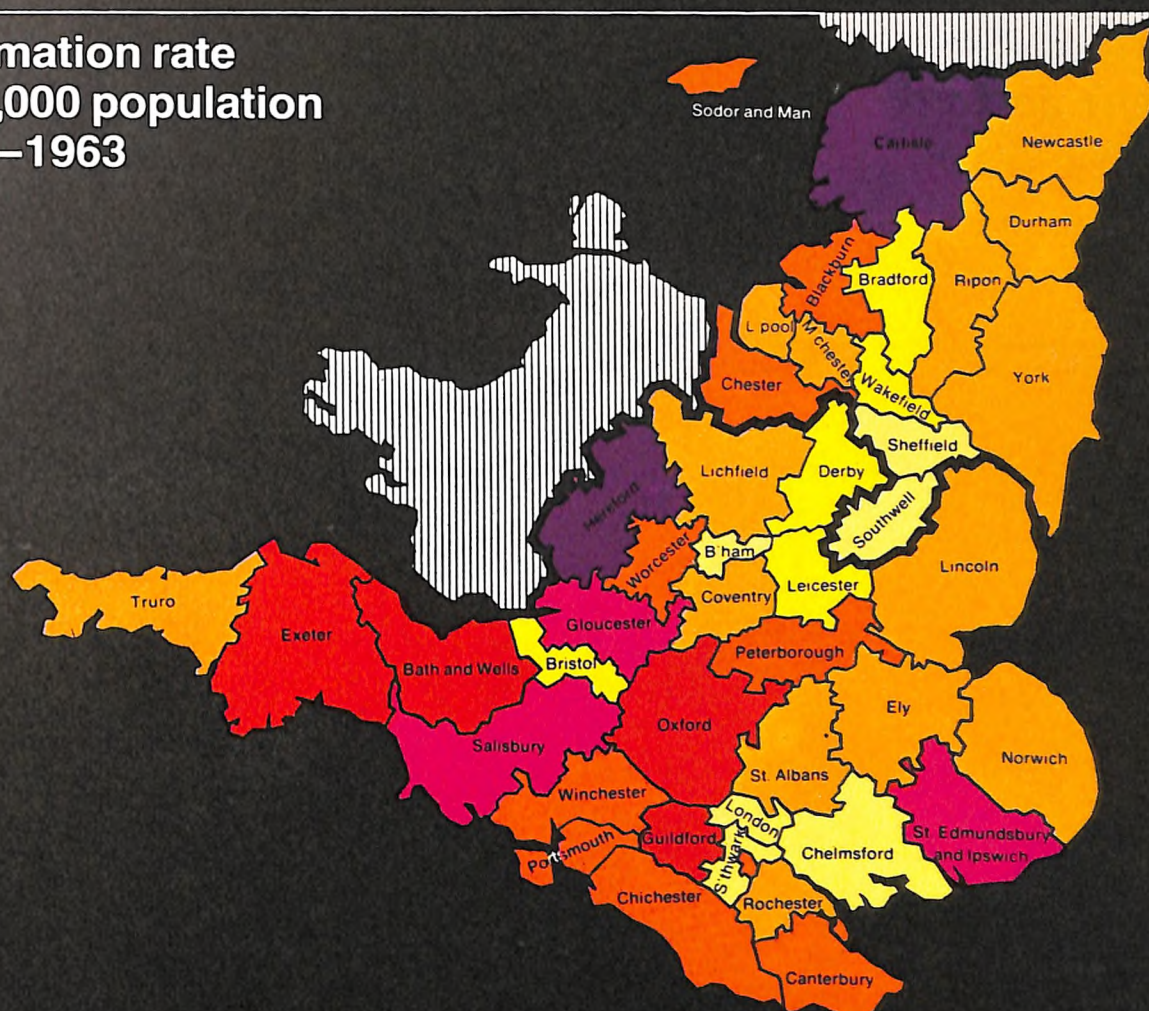 mation rate
,000 population
–1963
Sodor and Man
Carlisle
Newcastle
Durham
Blackburn
Bradford
Ripon
L pool
M chester
York
Chester
Wakefield
Sheffield
Lichfield
Derby
Hereford
Southwell
Worcester
B'ham
Lincoln
Leicester
Coventry
Truro
Gloucester
Exeter
Peterborough
Bristol
Bath and Wells
Ely
Oxford
Salisbury
Norwich
St. Albans
Winchester
London
Guildford
St. Edmundsbury
and Ipswich
Portsmouth
S'thwark
Chelmsford
Chichester
Rochester
Canterbury